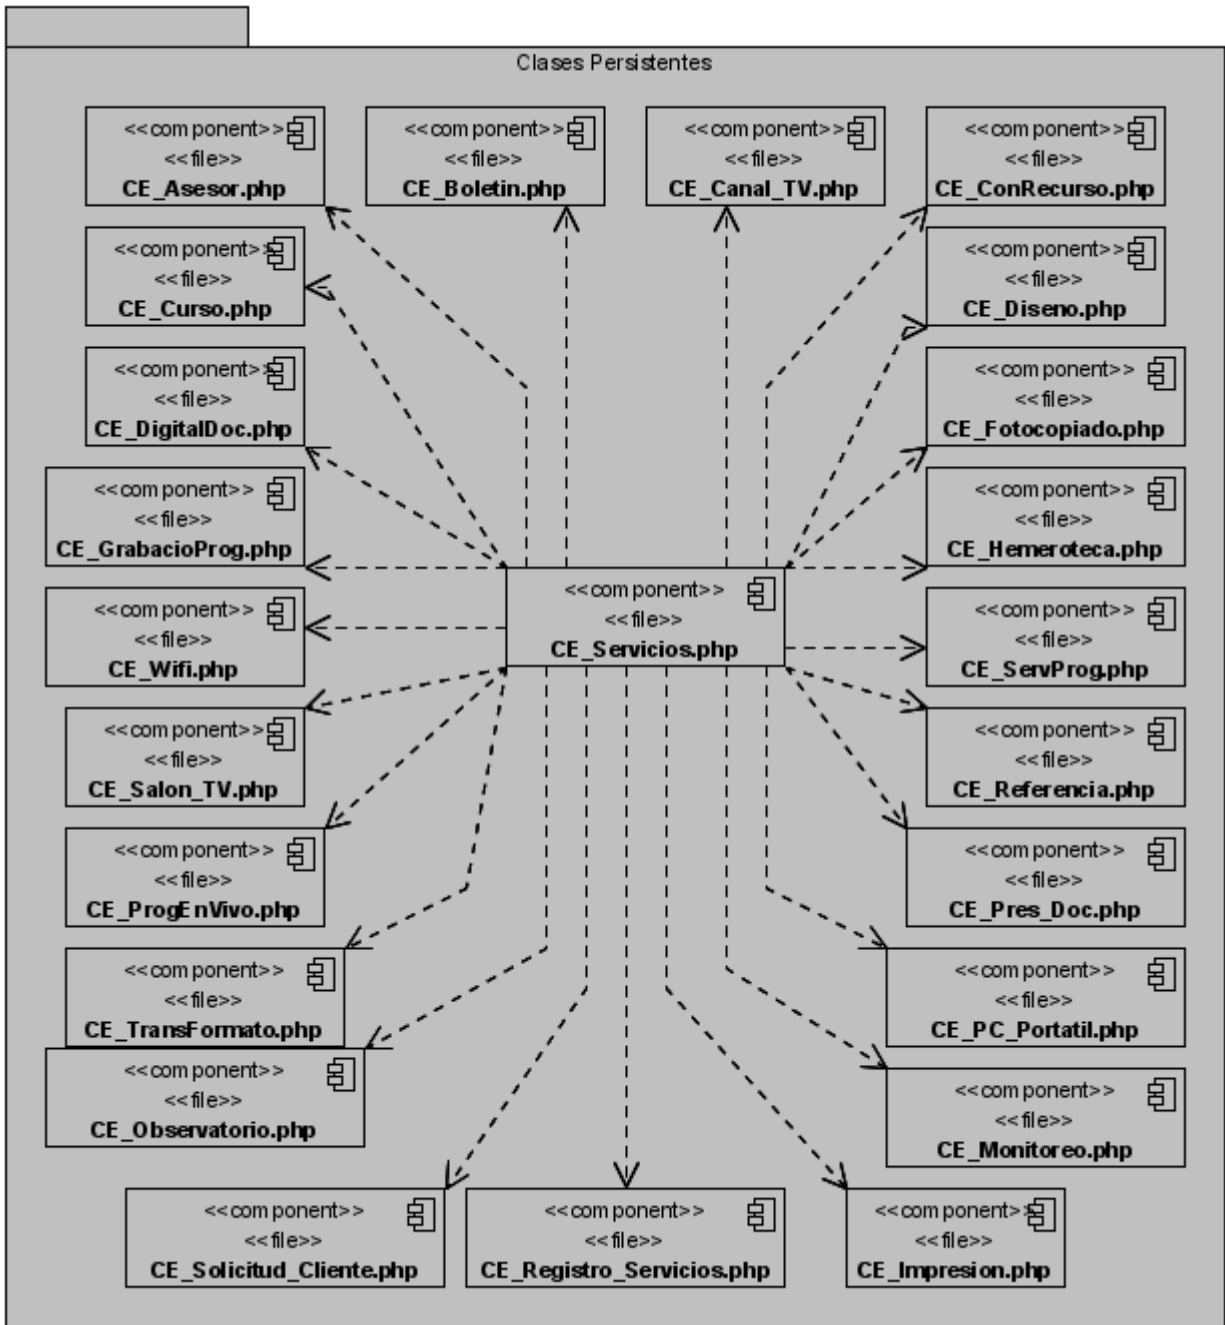 Clases Persistentes
<<component>>
<<file>>
CE_Asesor.php
<<component>>
<<file>>
CE_Boletin.php
<<component>>
<<file>>
CE_Canal_TV.php
<<component>>
<<file>>
CE_ConRecurso.php
<<component>>
<<file>>
CE_Curso.php
<<component>>
<<file>>
CE_Diseno.php
<<component>>
<<file>>
CE_DigitalDoc.php
<<component>>
<<file>>
CE_Fotocopiado.php
<<component>>
<<file>>
CE_GrabacioProg.php
<<component>>
<<file>>
CE_Hemeroteca.php
<<component>>
<<file>>
CE_Servicios.php
<<component>>
<<file>>
CE_Wifi.php
<<component>>
<<file>>
CE_ServProg.php
<<component>>
<<file>>
CE_Salon_TV.php
<<component>>
<<file>>
CE_Referencia.php
<<component>>
<<file>>
CE_ProgEnVivo.php
<<component>>
<<file>>
CE_Pres_Doc.php
<<component>>
<<file>>
CE_TransFormato.php
<<component>>
<<file>>
CE_PC_Portatil.php
<<component>>
<<file>>
CE_Observatorio.php
<<component>>
<<file>>
CE_Monitoreo.php
<<component>>
<<file>>
CE_Solicitud_Cliente.php
<<component>>
<<file>>
CE_Registro_Servicios.php
<<component>>
<<file>>
CE_Impresion.php